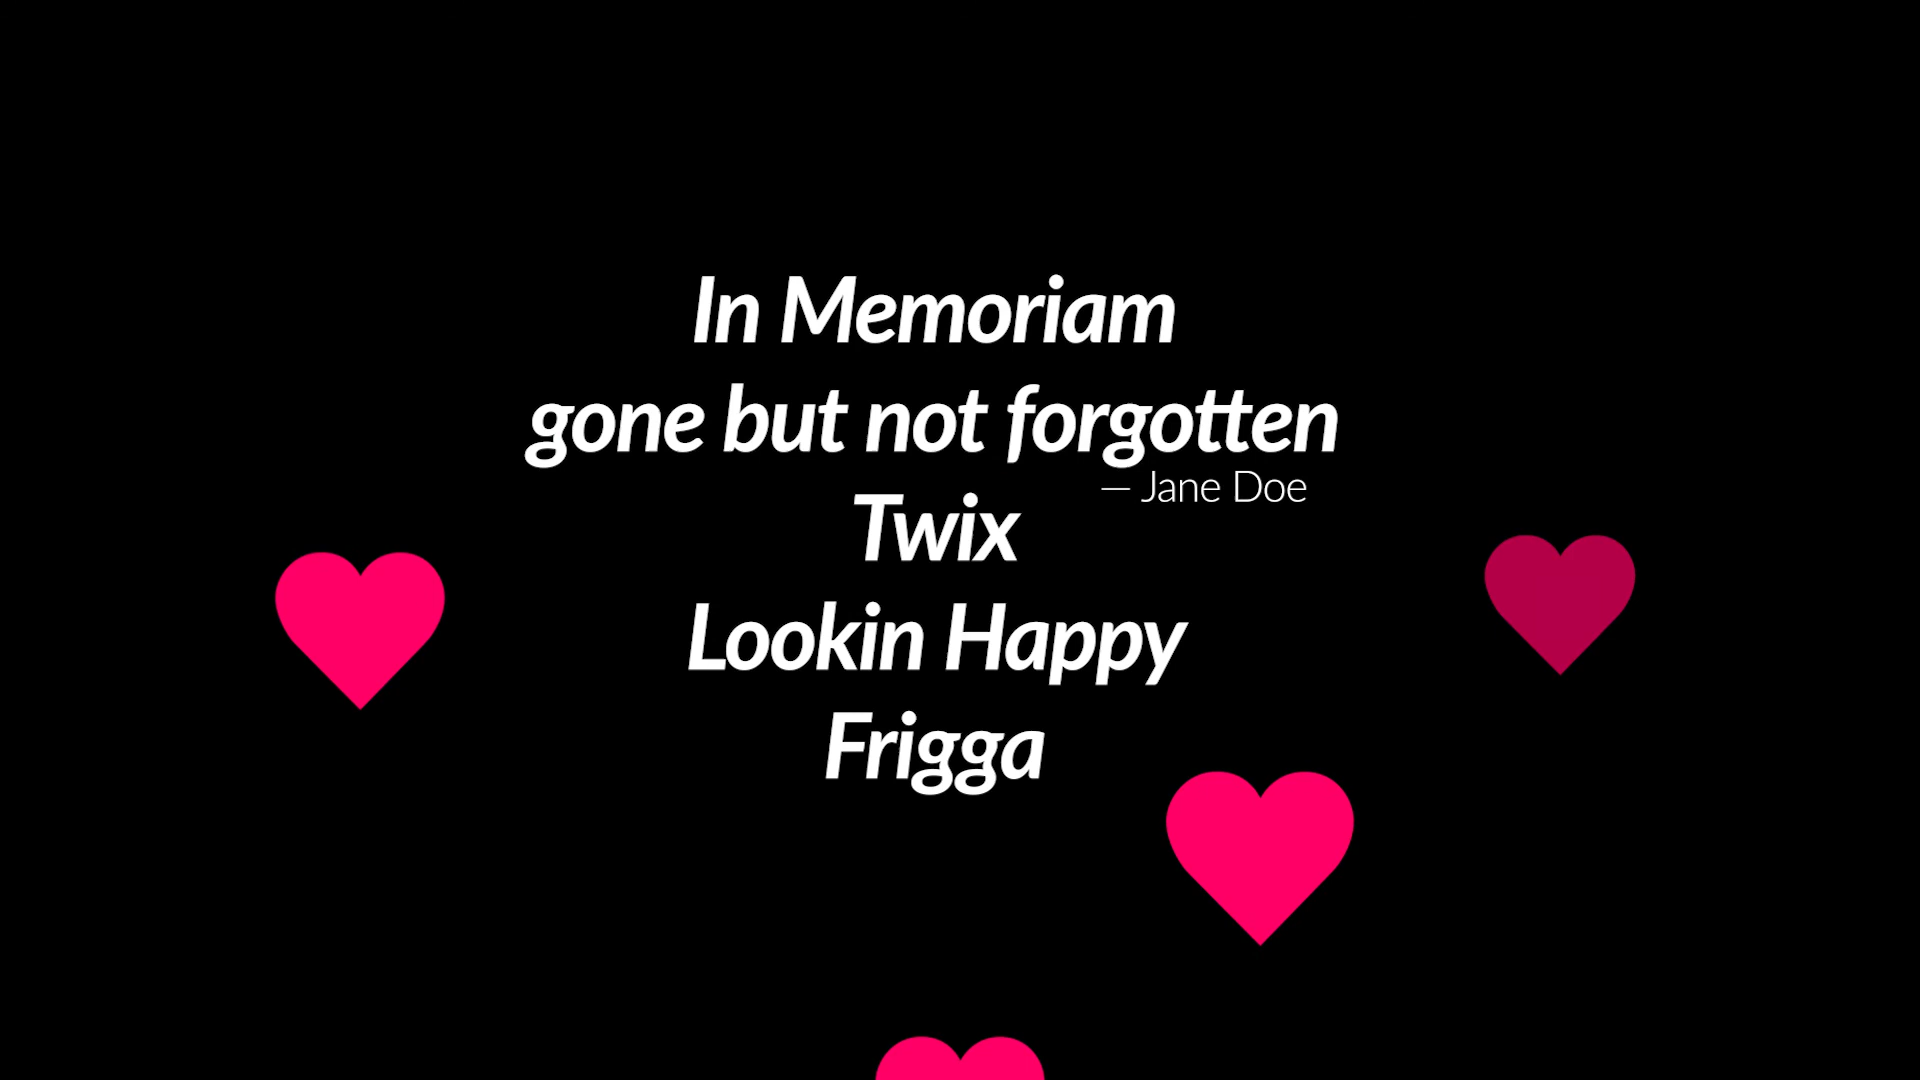 In Memoriam
gone but not forgotten
— Jane Doe
Twix
Lookin Happy
Frigga